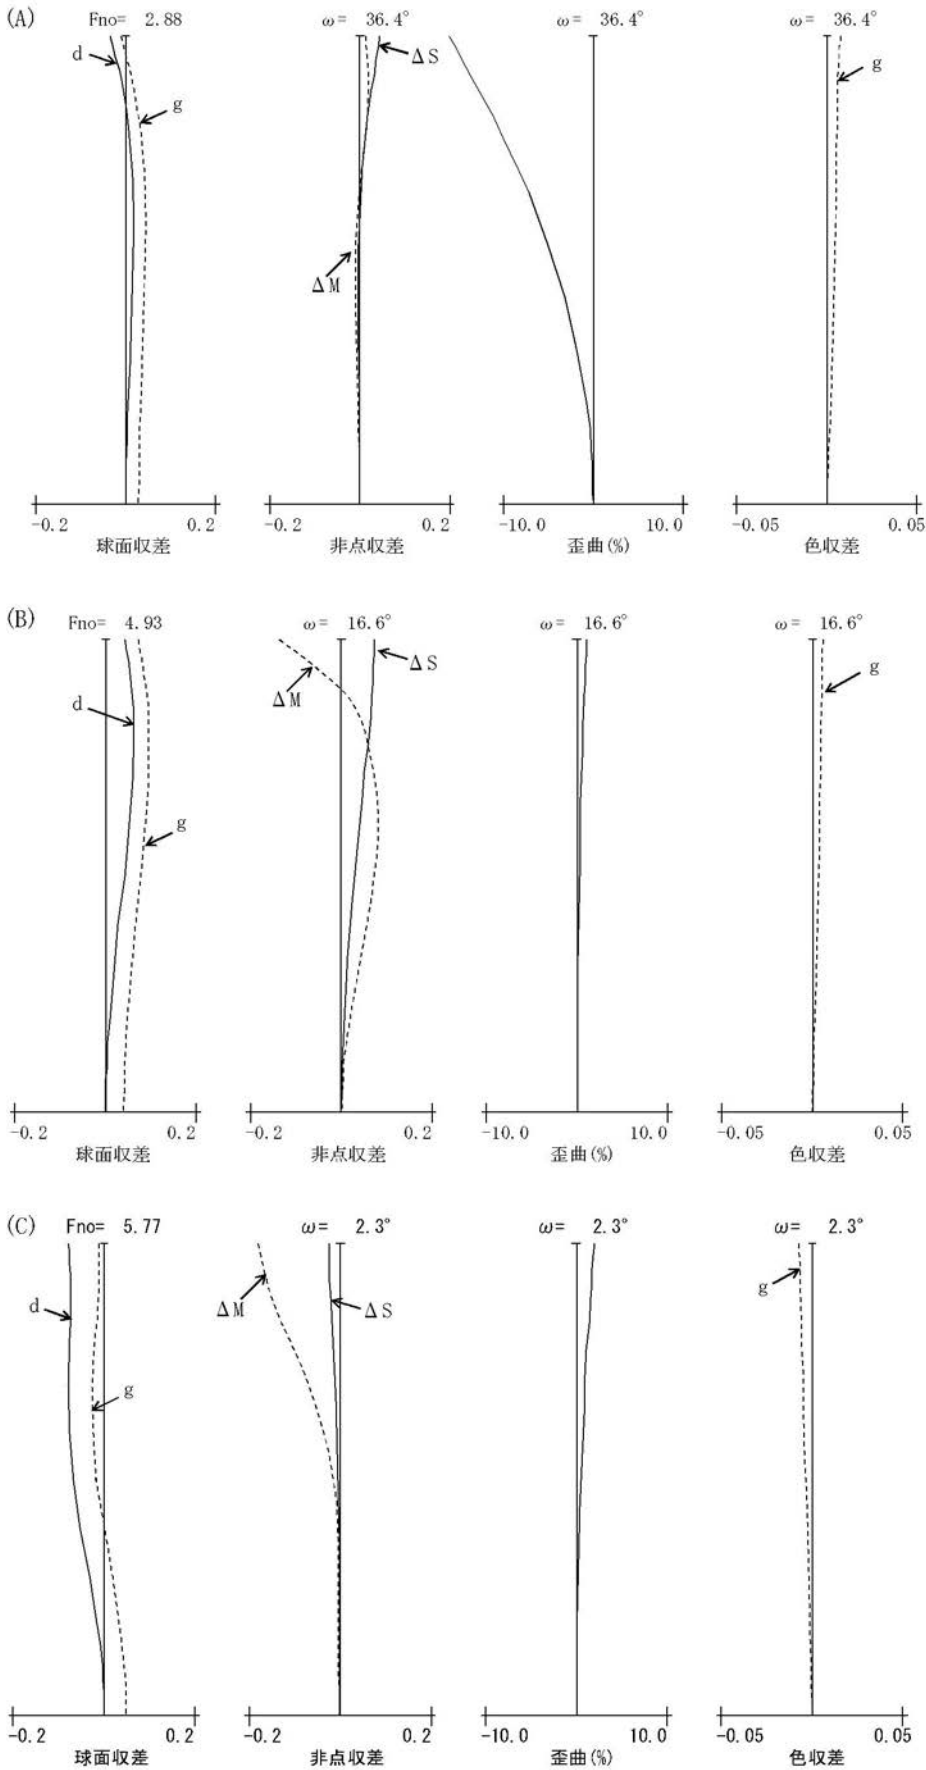 (A)
Fno= 2.88 ω= 36.4° ω= 36.4° ω= 36.4°
d ΔS g
g
ΔM
-0.2 0.2 -0.2 0.2 -10.0 10.0 -0.05 0.05
球面収差 非点収差 歪曲(%) 色収差
(B)
Fno= 4.93 ω= 16.6° ω= 16.6° ω= 16.6°
ΔS g
d ΔM
g
-0.2 0.2 -0.2 0.2 -10.0 10.0 -0.05 0.05
球面収差 非点収差 歪曲(%) 色収差
(C)
Fno= 5.77 ω= 2.3° ω= 2.3° ω= 2.3°
g
d ΔM ΔS
g
-0.2 0.2 -0.2 0.2 -10.0 10.0 -0.05 0.05
球面収差 非点収差 歪曲(%) 色収差